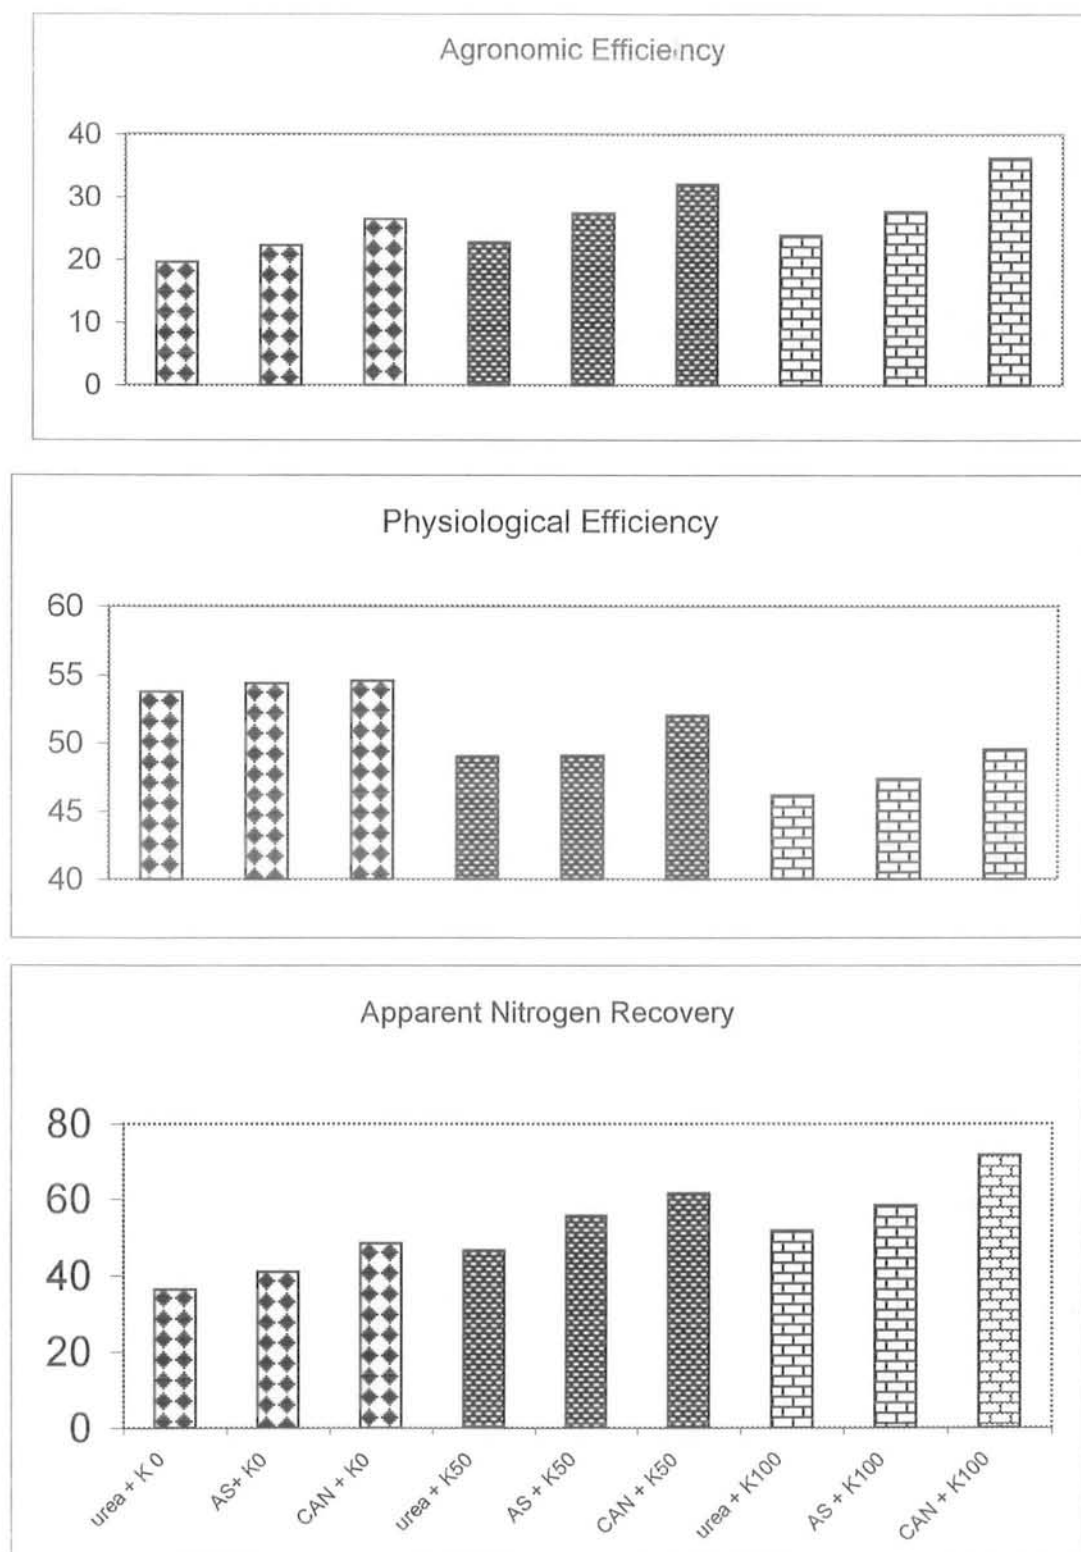 Agronomic Efficiency
40
30
20
10
0
Physiological Efficiency
60
55
50
45
40
Apparent Nitrogen Recovery
80
60
40
20
0
urea + K 0
AS+ K0
CAN + K0
urea + K50
AS + K50
CAN + K50
urea + K100
AS + K100
CAN + K100